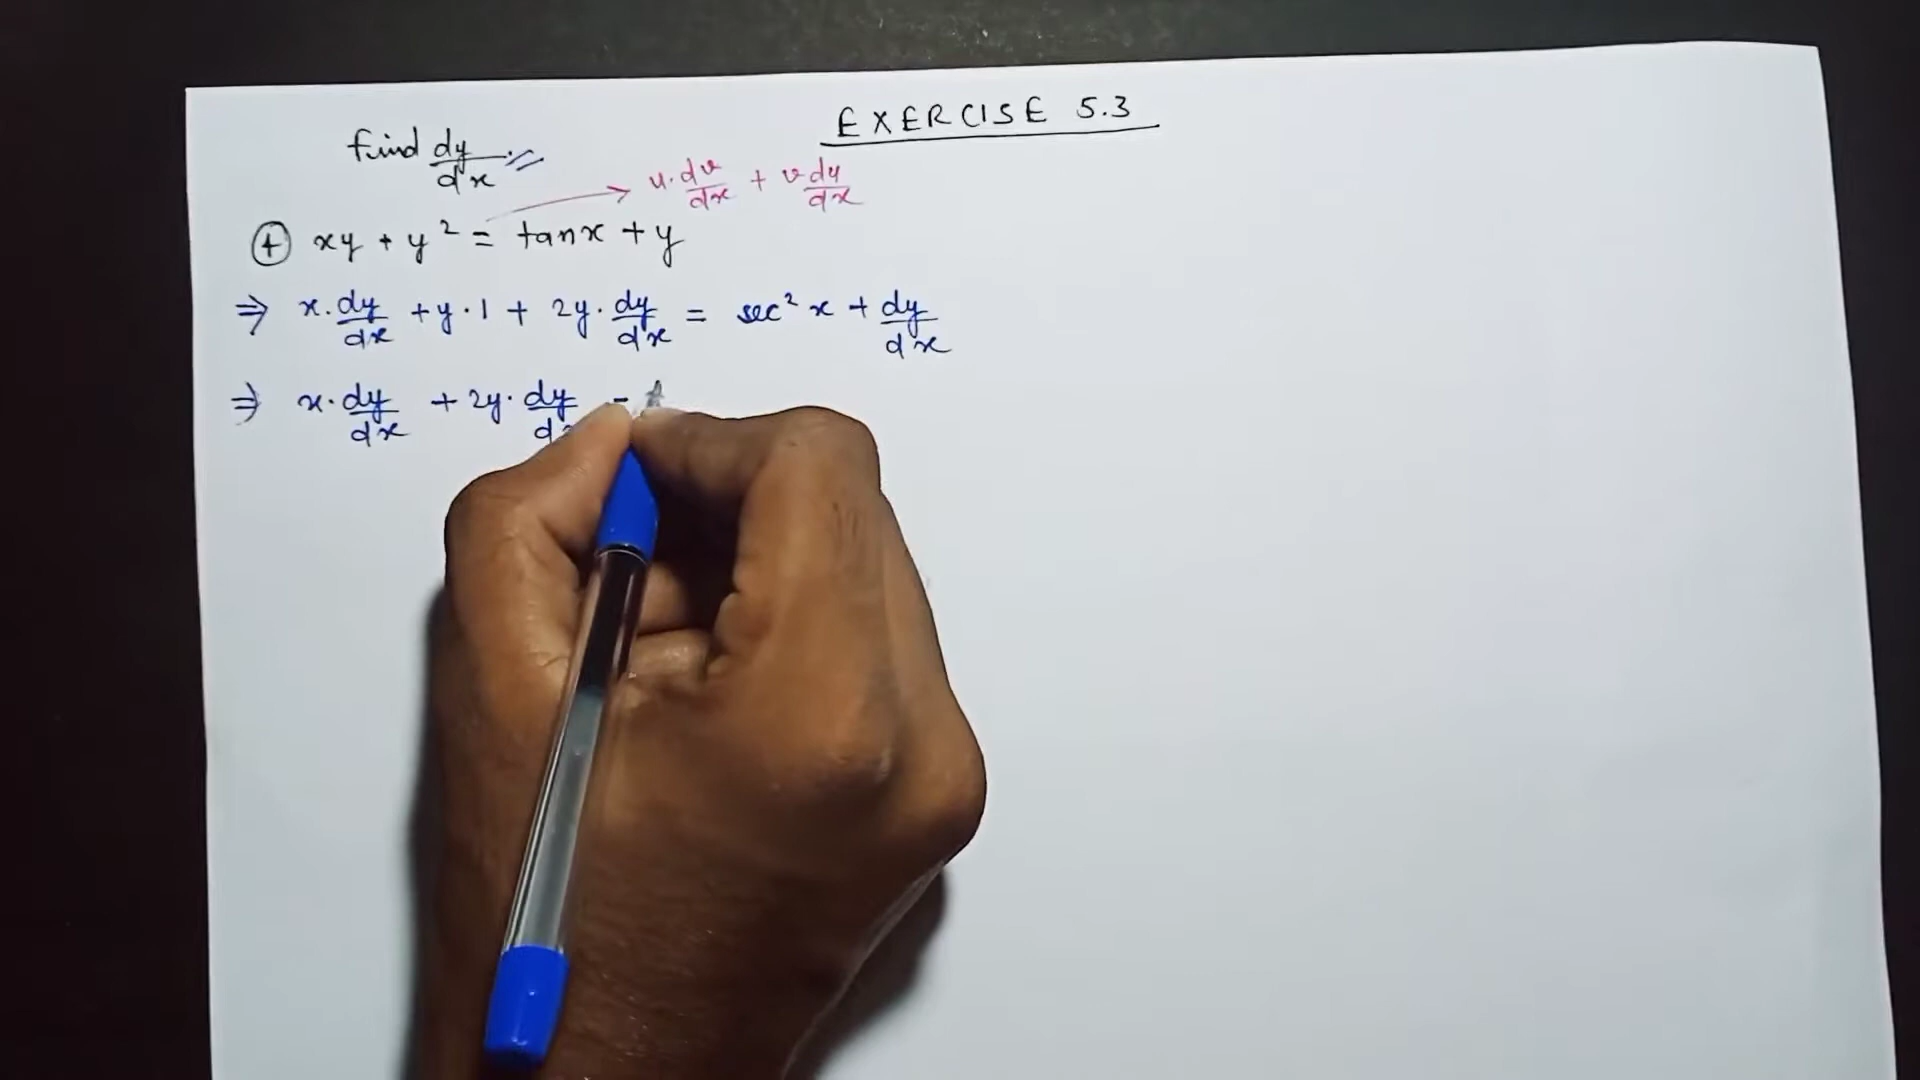 EXERCISE 5.3
find dy/dx
u·dv/dx + v du/dx
④ xy + y² = tanx + y
⇒ x·dy/dx + y·1 + 2y·dy/dx = sec² x + dy/dx
⇒ x·dy/dx + 2y·dy/dx -